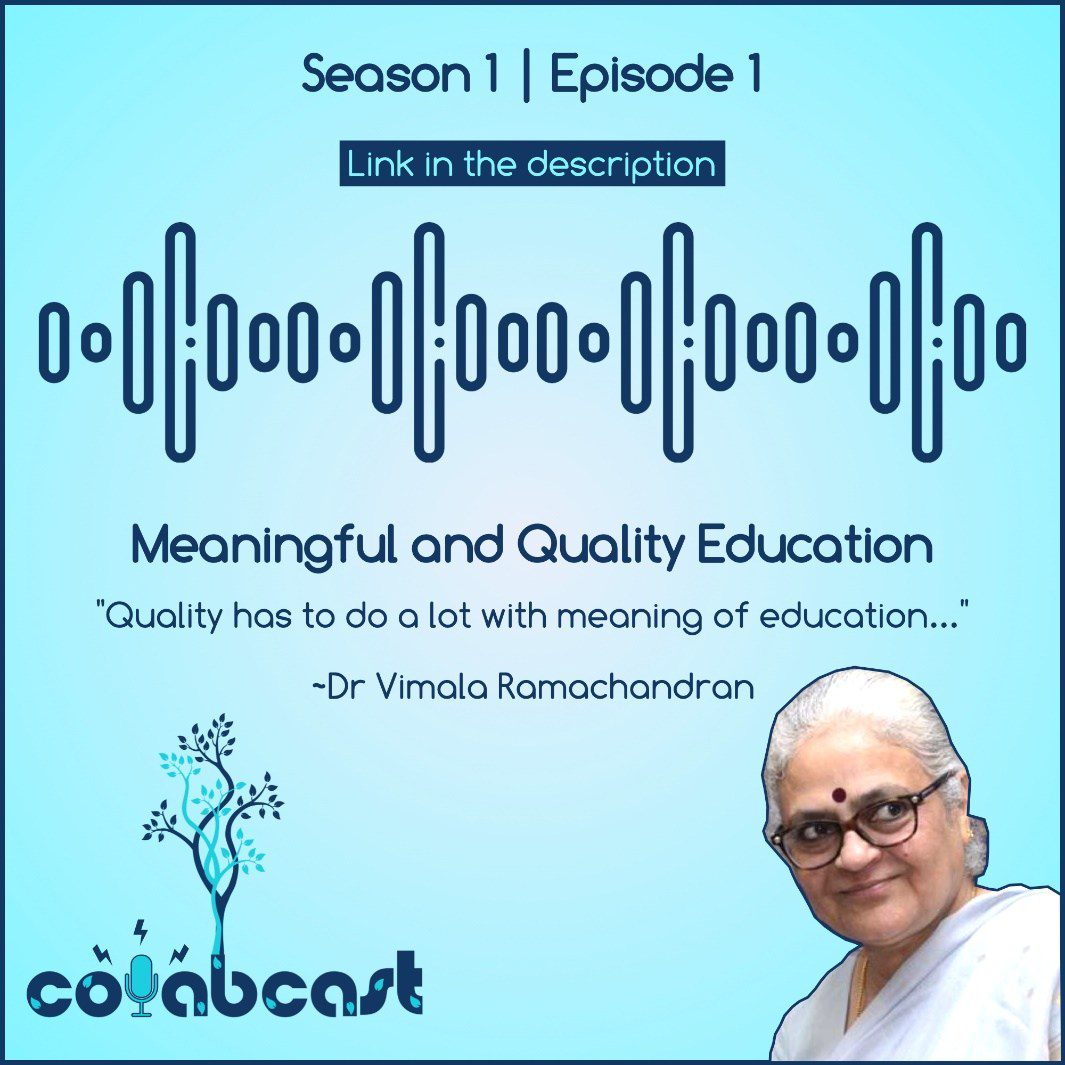 Season 1 | Episode 1
Link in the description
Meaningful and Quality Education
"Quality has to do a lot with meaning of education..."
~Dr Vimala Ramachandran
colabcast